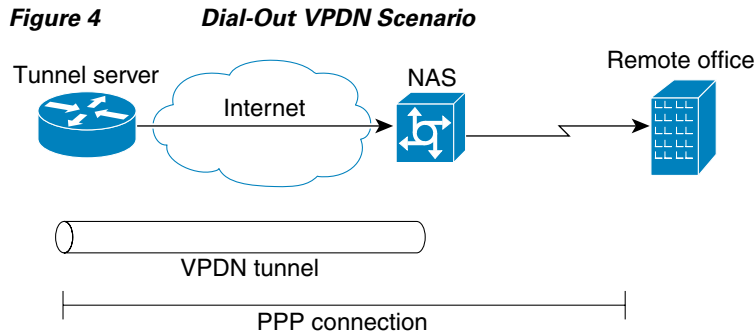 Figure 4 Dial-Out VPDN Scenario
Tunnel server
Internet
NAS
Remote office
VPDN tunnel
PPP connection